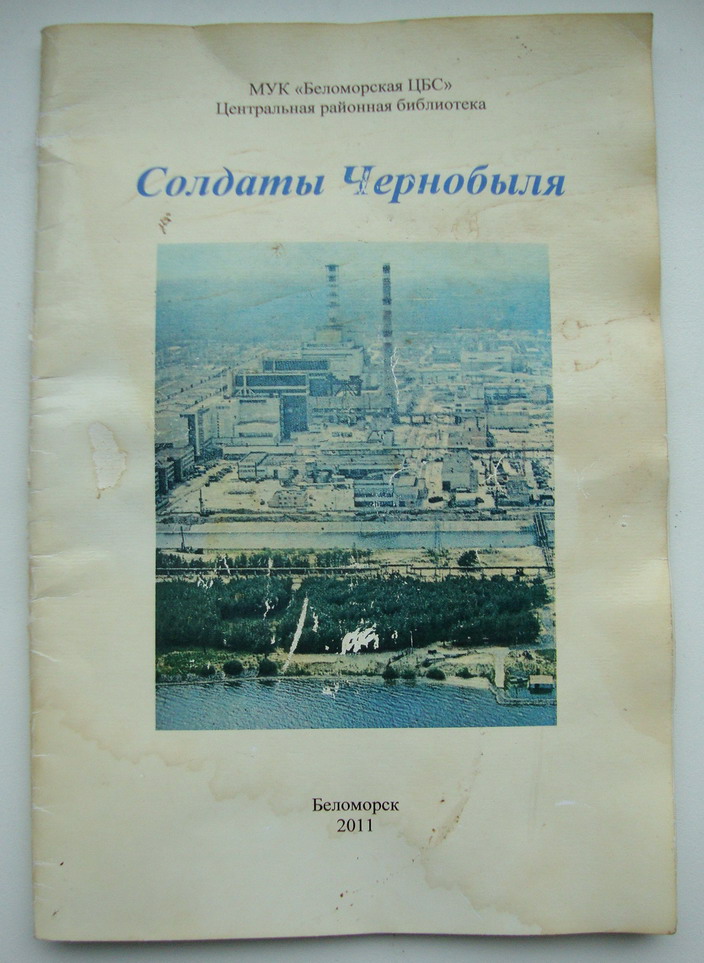 МУК «Беломорская ЦБС»
Центральная районная библиотека
Солдаты Чернобыля
Беломорск
2011